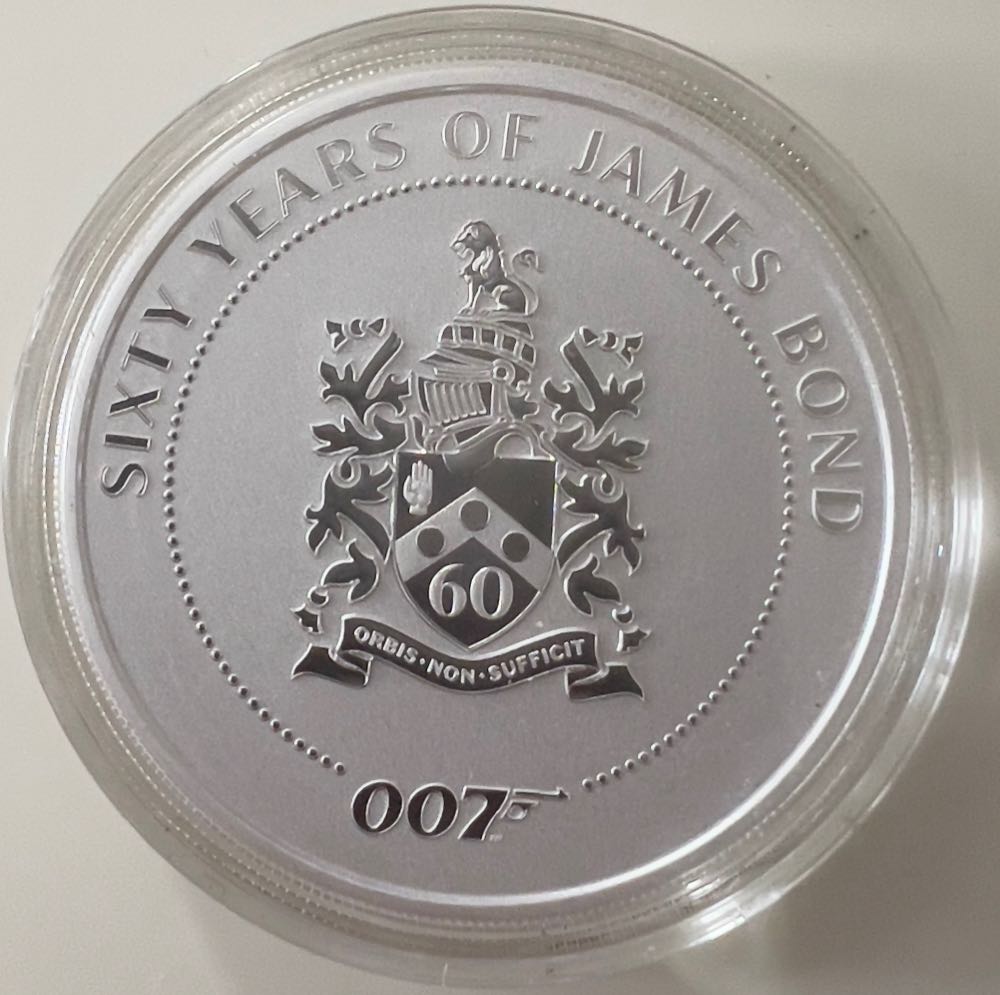 SIXTY YEARS OF JAMES BOND
60
ORBIS·NON·SUFFICIT
007